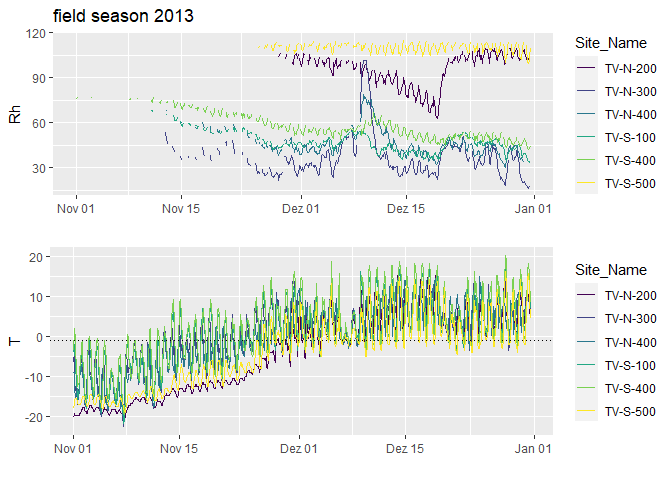 field season 2013
Rh
120
90
60
30
Nov 01
Nov 15
Dez 01
Dez 15
Jan 01
Site_Name
TV-N-200
TV-N-300
TV-N-400
TV-S-100
TV-S-400
TV-S-500
T
20
10
0
-10
-20
Nov 01
Nov 15
Dez 01
Dez 15
Jan 01
Site_Name
TV-N-200
TV-N-300
TV-N-400
TV-S-100
TV-S-400
TV-S-500